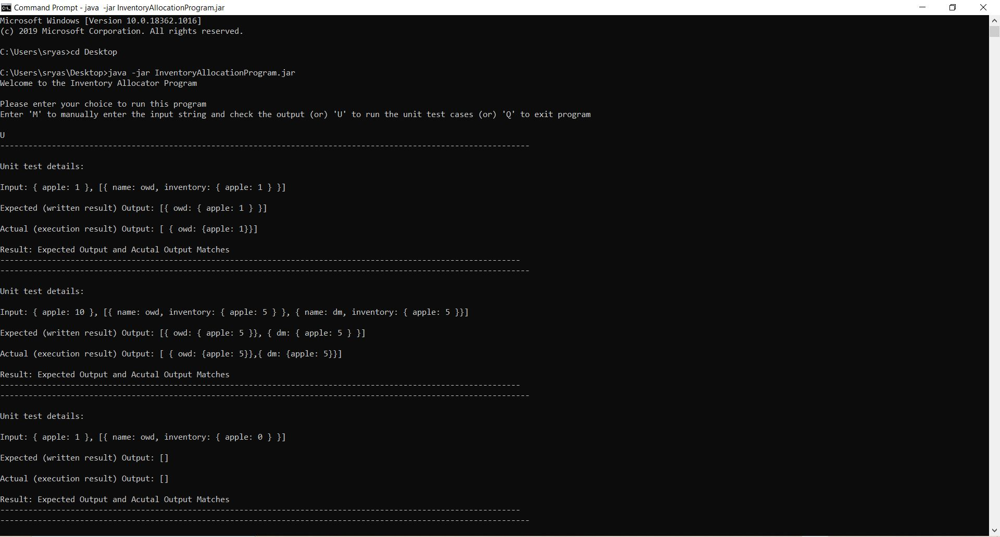 Command Prompt - java  -jar InventoryAllocationProgram.jar
Microsoft Windows [Version 10.0.18362.1016]
(c) 2019 Microsoft Corporation. All rights reserved.
C:\Users\sryas>cd Desktop
C:\Users\sryas\Desktop>java -jar InventoryAllocationProgram.jar
Welcome to the Inventory Allocator Program
Please enter your choice to run this program
Enter 'M' to manually enter the input string and check the output (or) 'U' to run the unit test cases (or) 'Q' to exit program
U
-----------------------------------------------------------------------------------------------------------------
Unit test details:
Input: { apple: 1 }, [{ name: owd, inventory: { apple: 1 } }]
Expected (written result) Output: [{ owd: { apple: 1 } }]
Actual (execution result) Output: [ { owd: {apple: 1}}]
Result: Expected Output and Acutal Output Matches
---------------------------------------------------------------------------------------------------------------
-----------------------------------------------------------------------------------------------------------------
Unit test details:
Input: { apple: 10 }, [{ name: owd, inventory: { apple: 5 } }, { name: dm, inventory: { apple: 5 }}]
Expected (written result) Output: [{ owd: { apple: 5 }}, { dm: { apple: 5 } }]
Actual (execution result) Output: [ { owd: {apple: 5}},{ dm: {apple: 5}}]
Result: Expected Output and Acutal Output Matches
---------------------------------------------------------------------------------------------------------------
-----------------------------------------------------------------------------------------------------------------
Unit test details:
Input: { apple: 1 }, [{ name: owd, inventory: { apple: 0 } }]
Expected (written result) Output: []
Actual (execution result) Output: []
Result: Expected Output and Acutal Output Matches
---------------------------------------------------------------------------------------------------------------
-----------------------------------------------------------------------------------------------------------------